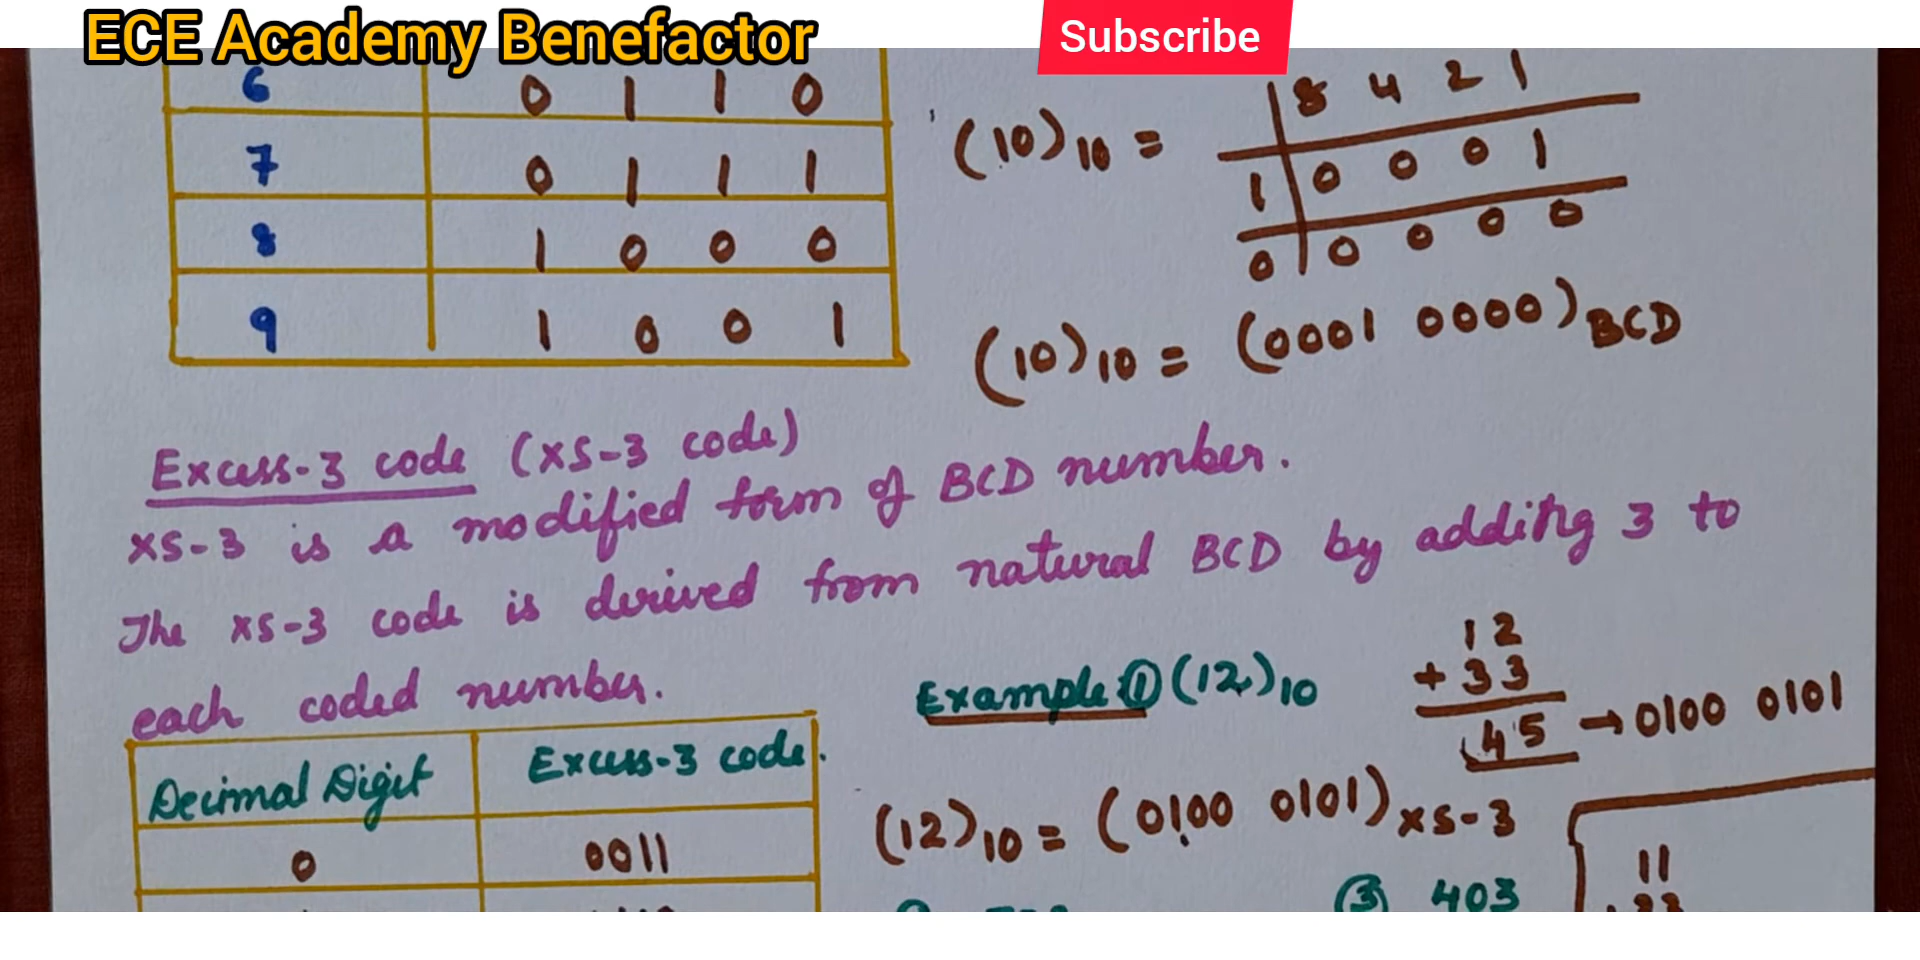 ECE Academy Benefactor
Subscribe
6 0 1 1 0
7 0 1 1 1
8 1 0 0 0
9 1 0 0 1
8 4 2 1
(10)10 =
1 0 0 0 1
0 0 0 0 0
(10)10 = (0001 0000)BCD
Excess-3 code (XS-3 code)
XS-3 is a modified form of BCD number.
The XS-3 code is derived from natural BCD by additng 3 to
each coded number.
Example ① (12)10
12
+ 33
45 → 0100 0101
(12)10 = (0100 0101)XS-3
Decimal Digit Excess-3 code.
0 0011
③ 403
11